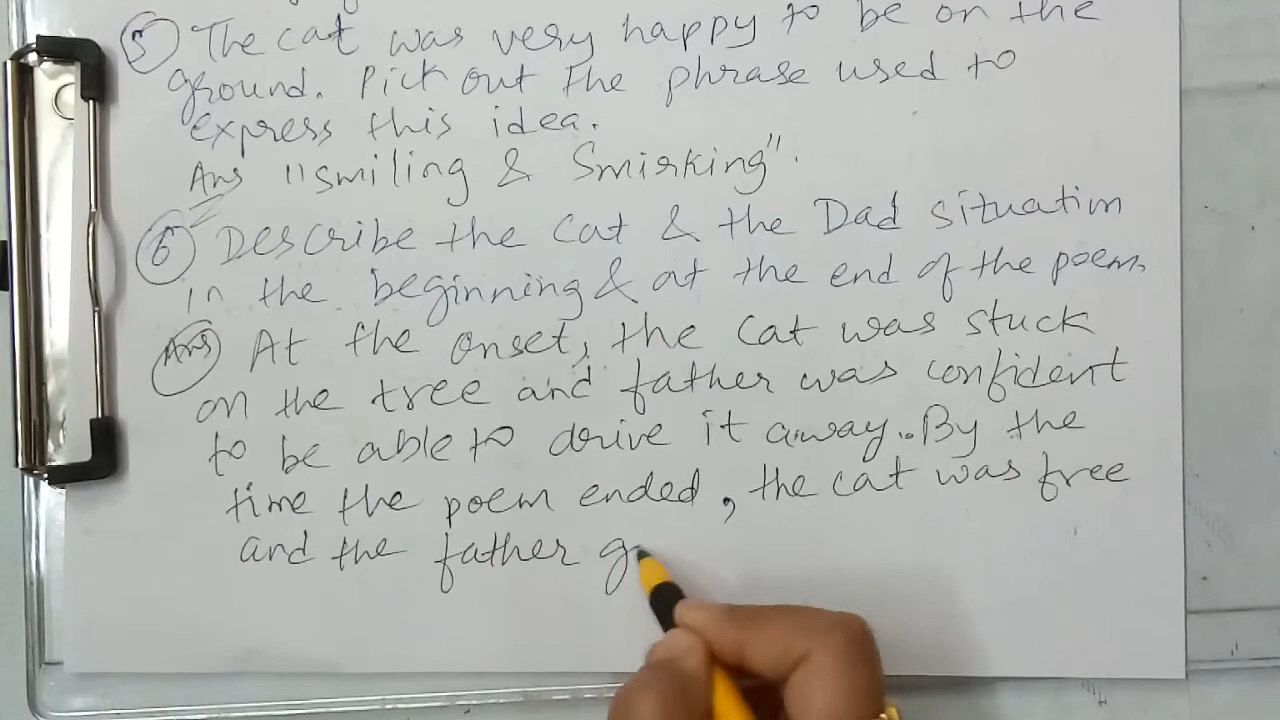 5 The cat was very happy to be on the
ground. Pick out the phrase used to
express this idea.
Ans "Smiling & Smirking".
6 Describe the cat & the Dad situation
in the beginning & at the end of the poem.
Ans At the onset, the cat was stuck
on the tree and father was confident
to be able to drive it away. By the
time the poem ended, the cat was free
and the father g